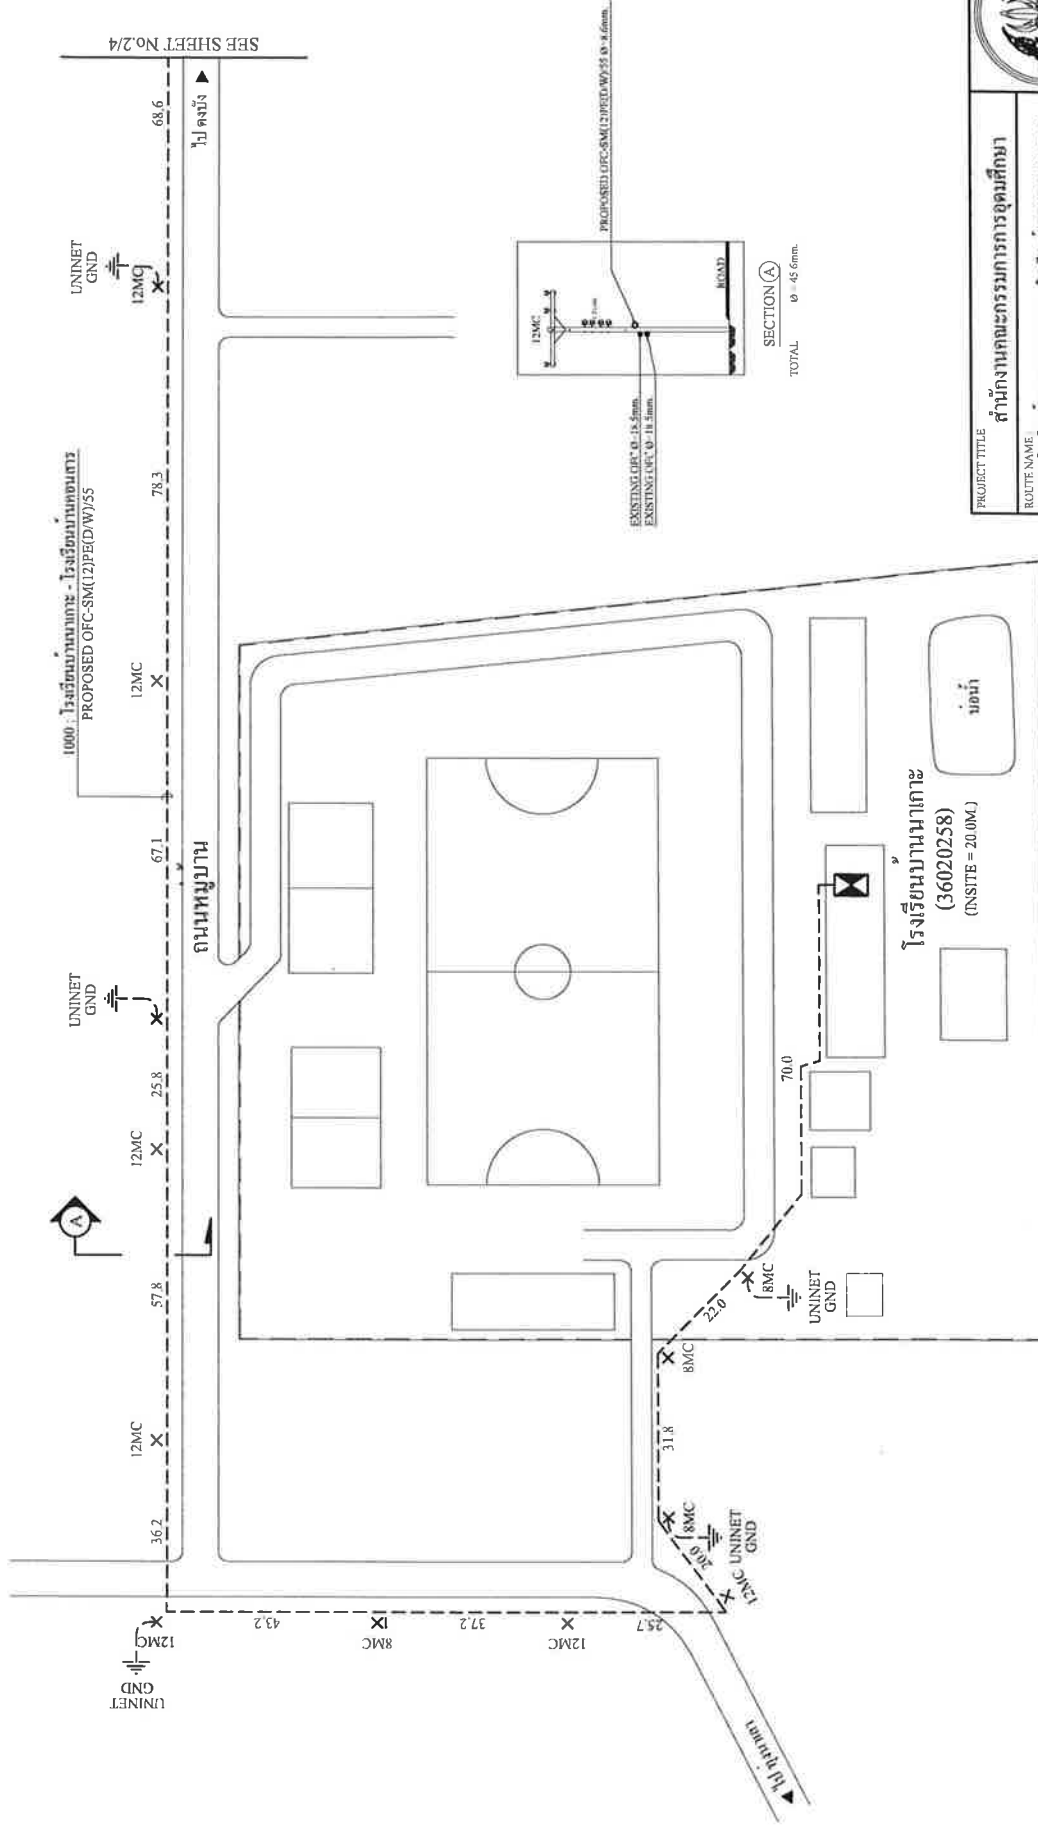 SEE SHEET No.2/4
68.6
ไป ดงบัง
UNINET
GND
12MC
78.3
1000 : โรงเรียนบ้านนาเกาะ - โรงเรียนบ้านดอนสาร
PROPOSED OFC-SM(12)PE(D/W)/55
12MC
67.1
ถนนหมู่บ้าน
UNINET
GND
25.8
12MC
A
57.8
12MC
36.2
12MC
UNINET
GND
43.2
8MC
37.2
12MC
25.7
12MC
20.0
8MC
UNINET
GND
31.8
8MC
22.0
8MC
UNINET
GND
70.0
โรงเรียนบ้านนาเกาะ
(36020258)
(INSITE = 20.0M.)
บ่อน้ำ
12MC
PROPOSED OFC-SM(12)PE(D/W)/55 Ø=8.6mm.
EXISTING OFC Ø=18.5mm.
EXISTING OFC Ø=18.5mm.
ROAD
SECTION A
TOTAL Ø = 45.6mm.
PROJECT TITLE
สำนักงานคณะกรรมการการอุดมศึกษา
ROUTE NAME :